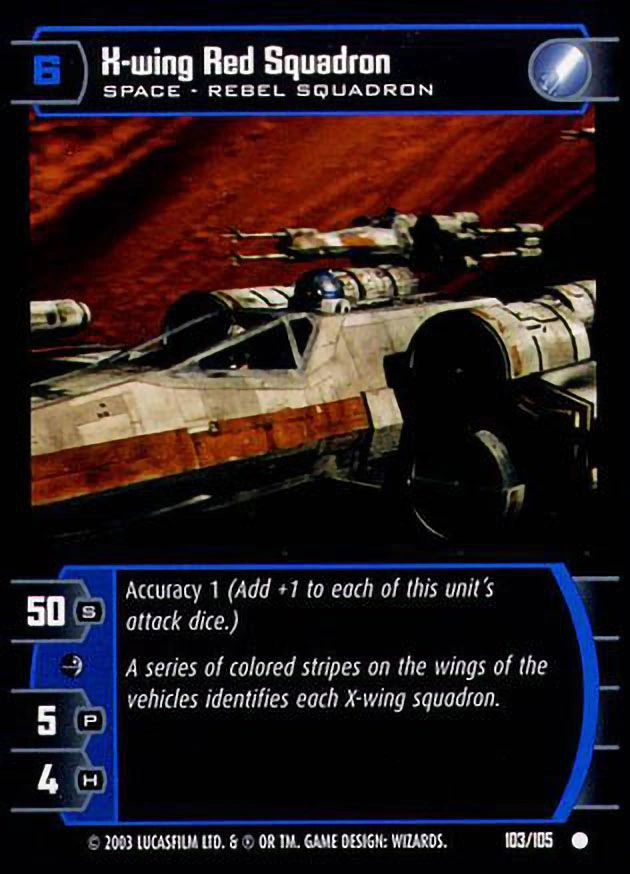 6
X-wing Red Squadron
SPACE - REBEL SQUADRON
50 S
5 P
4 H
Accuracy 1 (Add +1 to each of this unit's
attack dice.)
A series of colored stripes on the wings of the
vehicles identifies each X-wing squadron.
© 2003 LUCASFILM LTD. & ® OR TM. GAME DESIGN: WIZARDS.
103/105